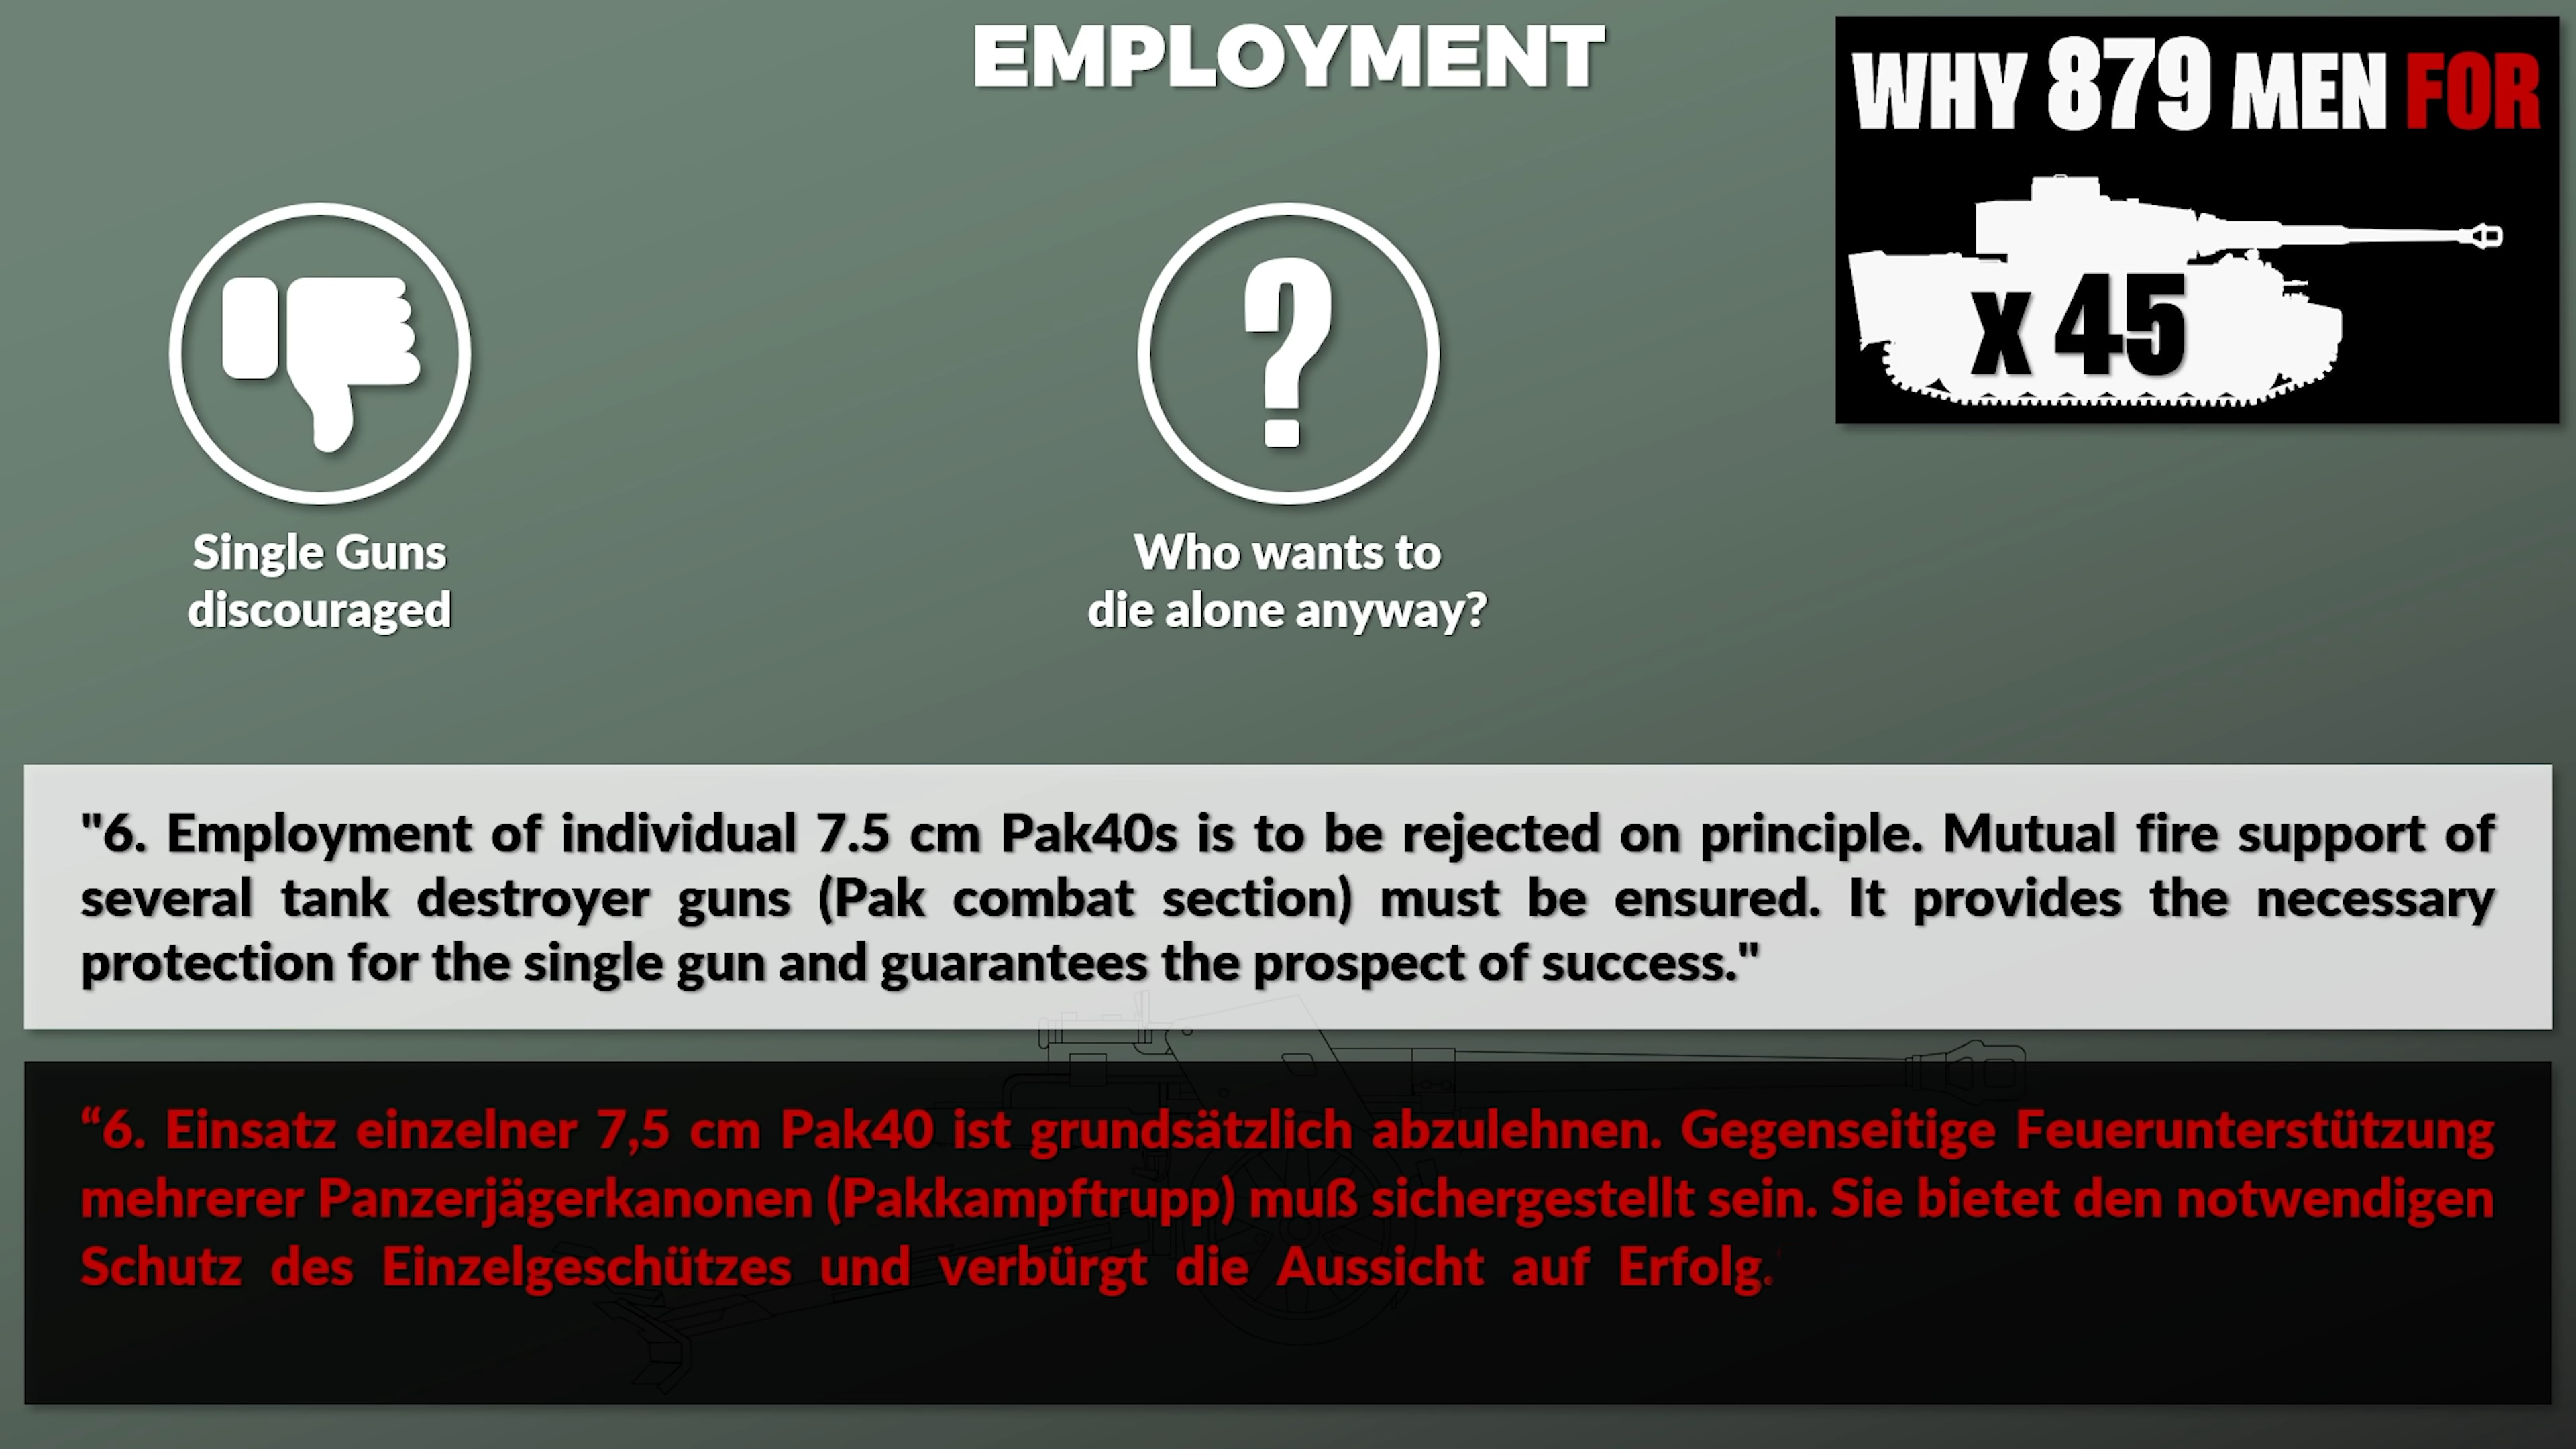 EMPLOYMENT
WHY 879 MEN FOR
x 45
Single Guns
discouraged
Who wants to
die alone anyway?
"6. Employment of individual 7.5 cm Pak40s is to be rejected on principle. Mutual fire support of
several tank destroyer guns (Pak combat section) must be ensured. It provides the necessary
protection for the single gun and guarantees the prospect of success."
“6. Einsatz einzelner 7,5 cm Pak40 ist grundsätzlich abzulehnen. Gegenseitige Feuerunterstützung
mehrerer Panzerjägerkanonen (Pakkampftrupp) muß sichergestellt sein. Sie bietet den notwendigen
Schutz des Einzelgeschützes und verbürgt die Aussicht auf Erfolg.